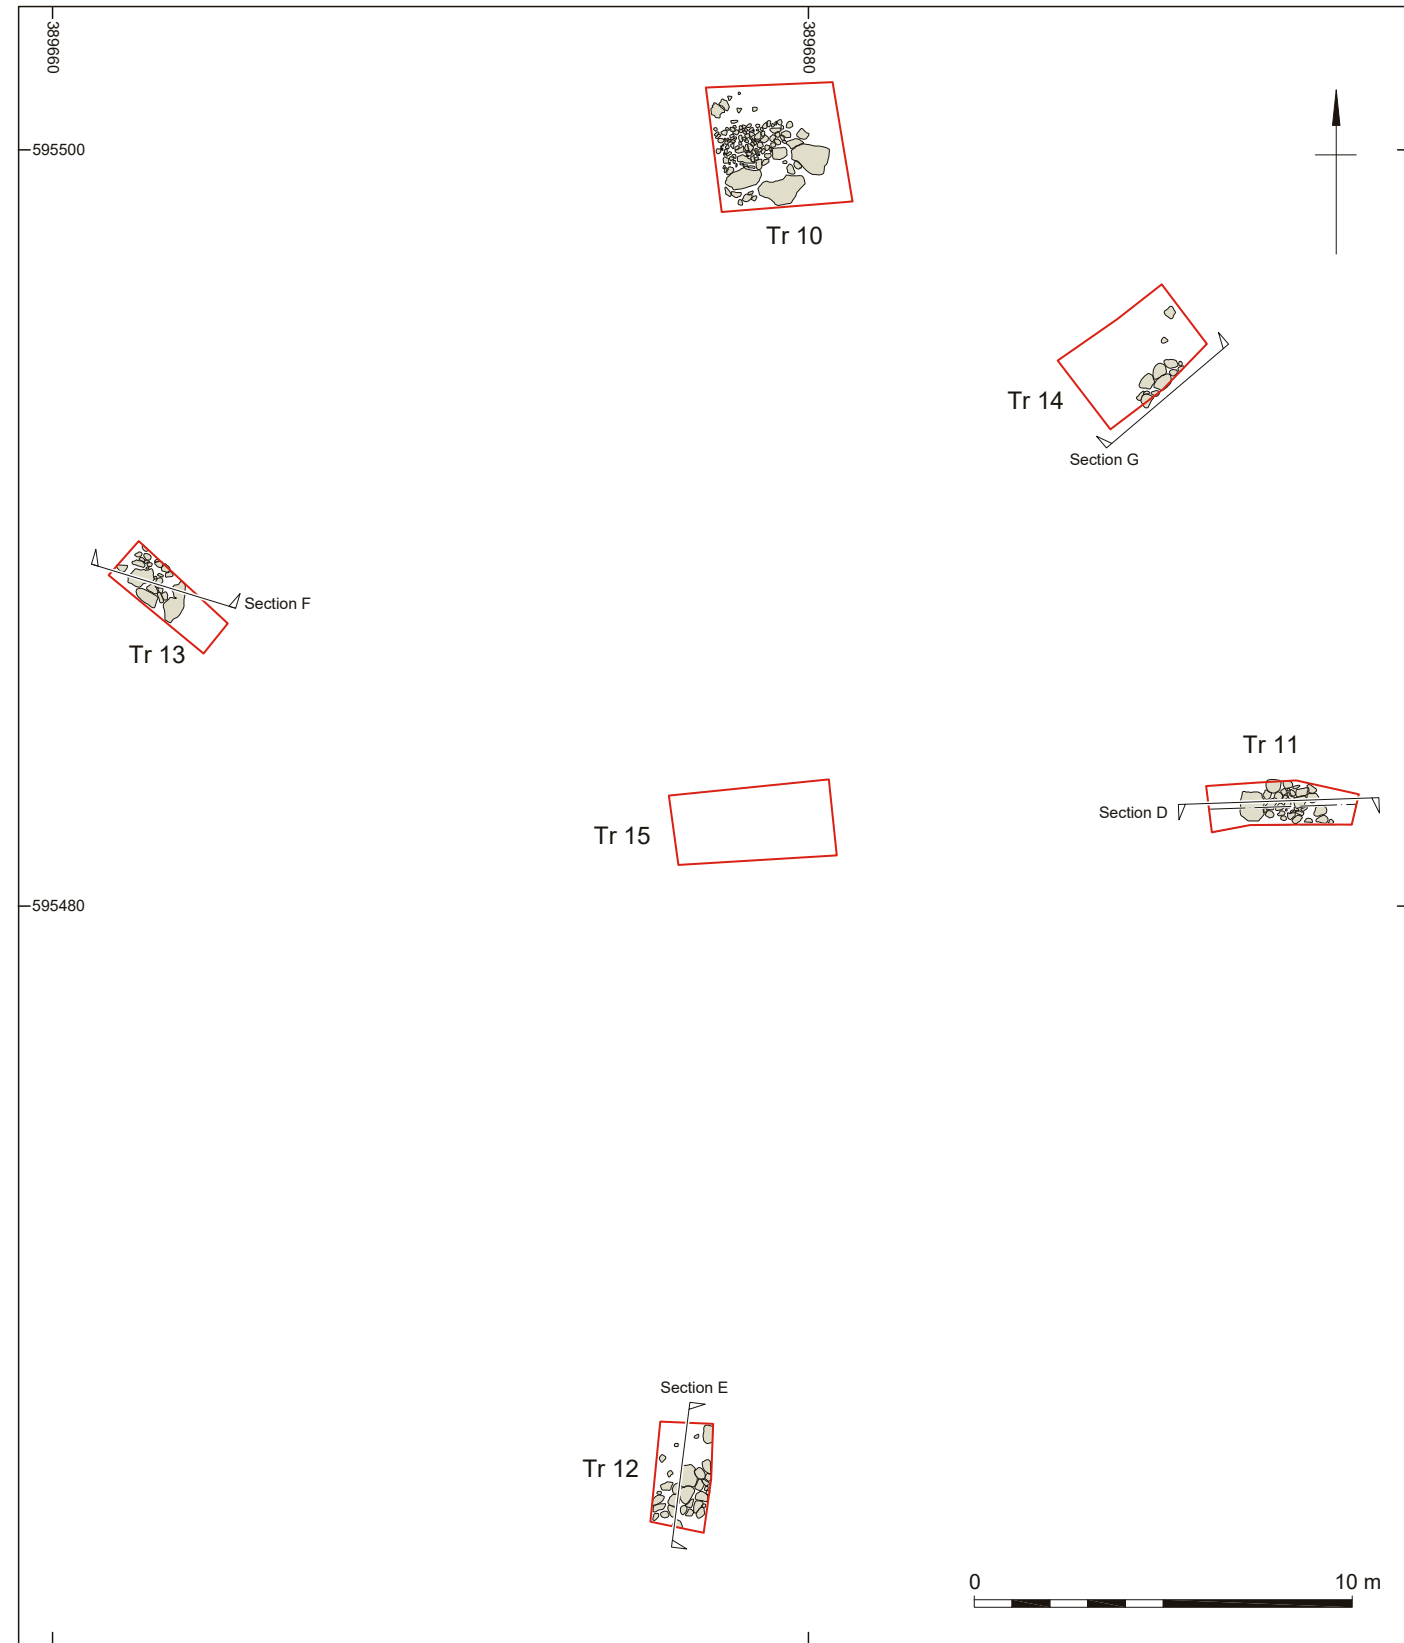 389660
389680
595500
Tr 10
Tr 14
Section G
Section F
Tr 13
Tr 11
Section D
Tr 15
595480
Section E
Tr 12
0 10 m